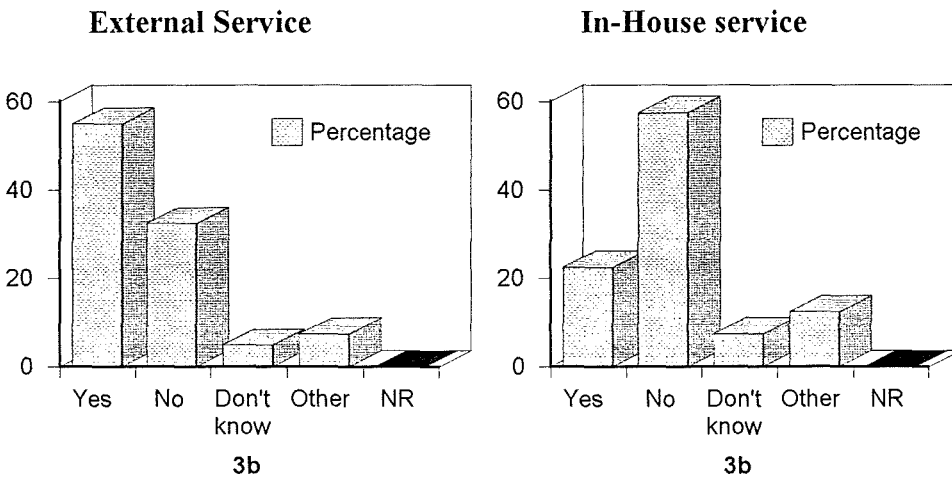 External Service
60
40
20
0
Percentage
Yes No Don't know Other NR
3b
In-House service
60
40
20
0
Percentage
Yes No Don't know Other NR
3b